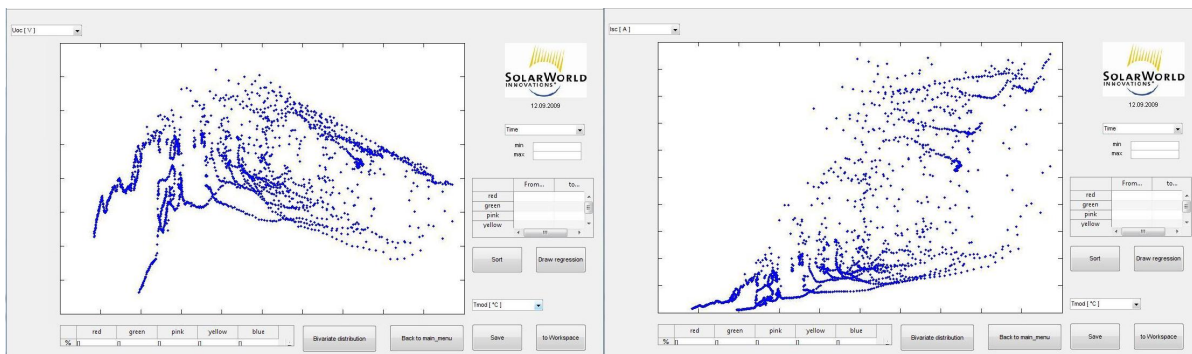 Uoc [ V ]
SOLARWORLD
INNOVATIONS
12.09.2009
Time
min
max
From... to...
red
green
pink
yellow
Sort Draw regression
Tmod [ °C ]
red green pink yellow blue
%
Bivariate distribution Back to main_menu Save to Workspace
Isc [ A ]
SOLARWORLD
INNOVATIONS
12.09.2009
Time
min
max
From... to...
red
green
pink
yellow
Sort Draw regression
Tmod [ °C ]
red green pink yellow blue
%
Bivariate distribution Back to main_menu Save to Workspace